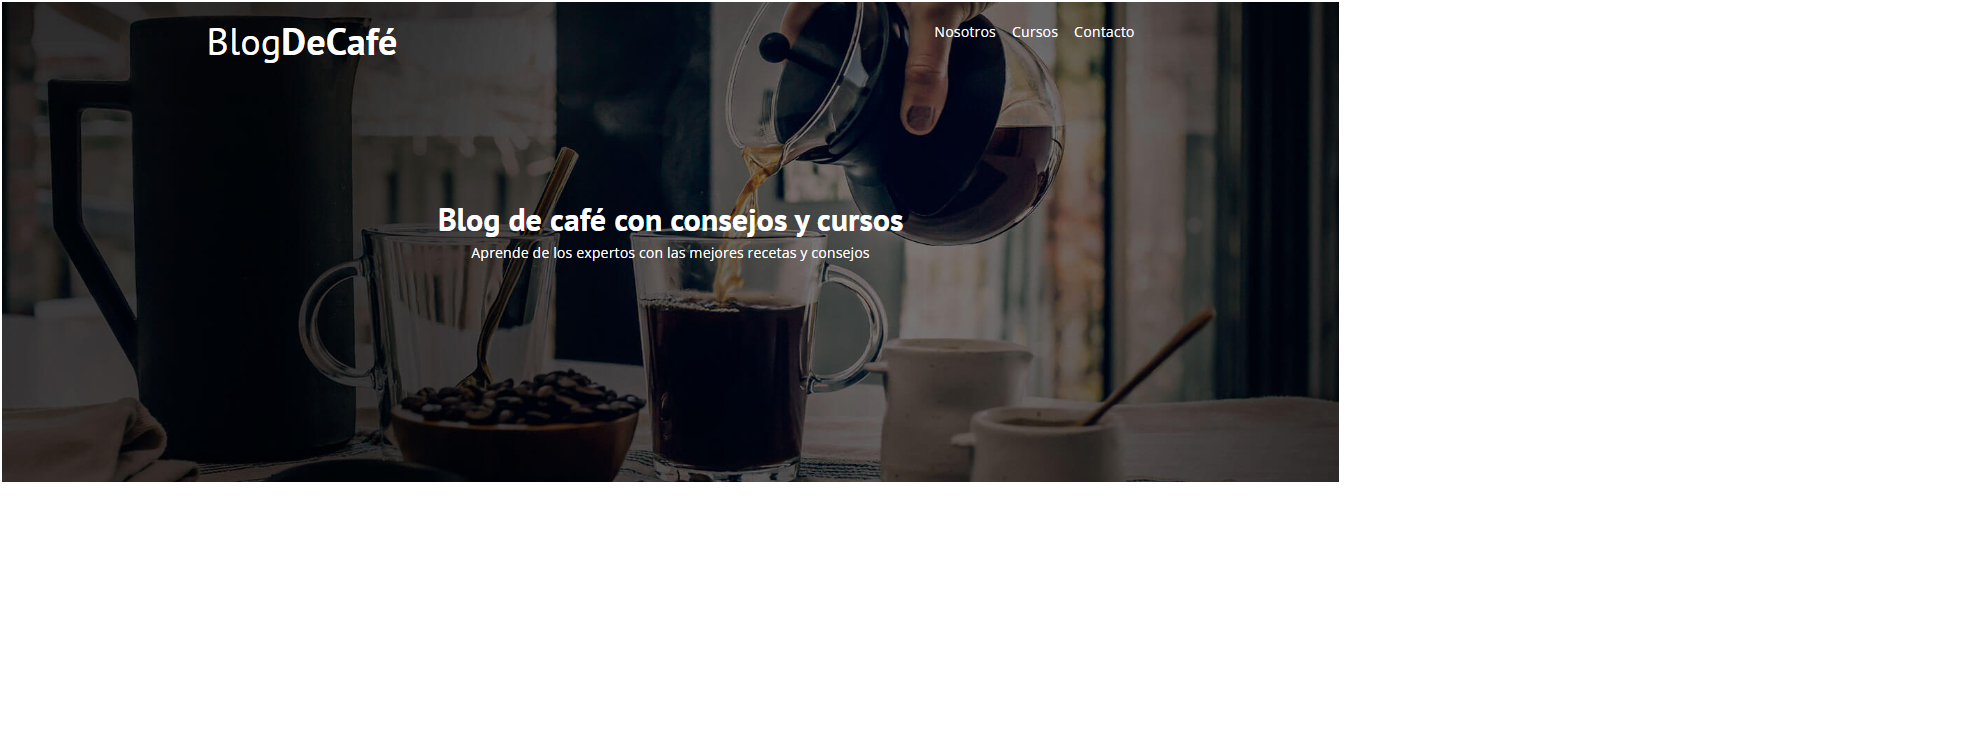 BlogDeCafé
Nosotros Cursos Contacto
Blog de café con consejos y cursos
Aprende de los expertos con las mejores recetas y consejos